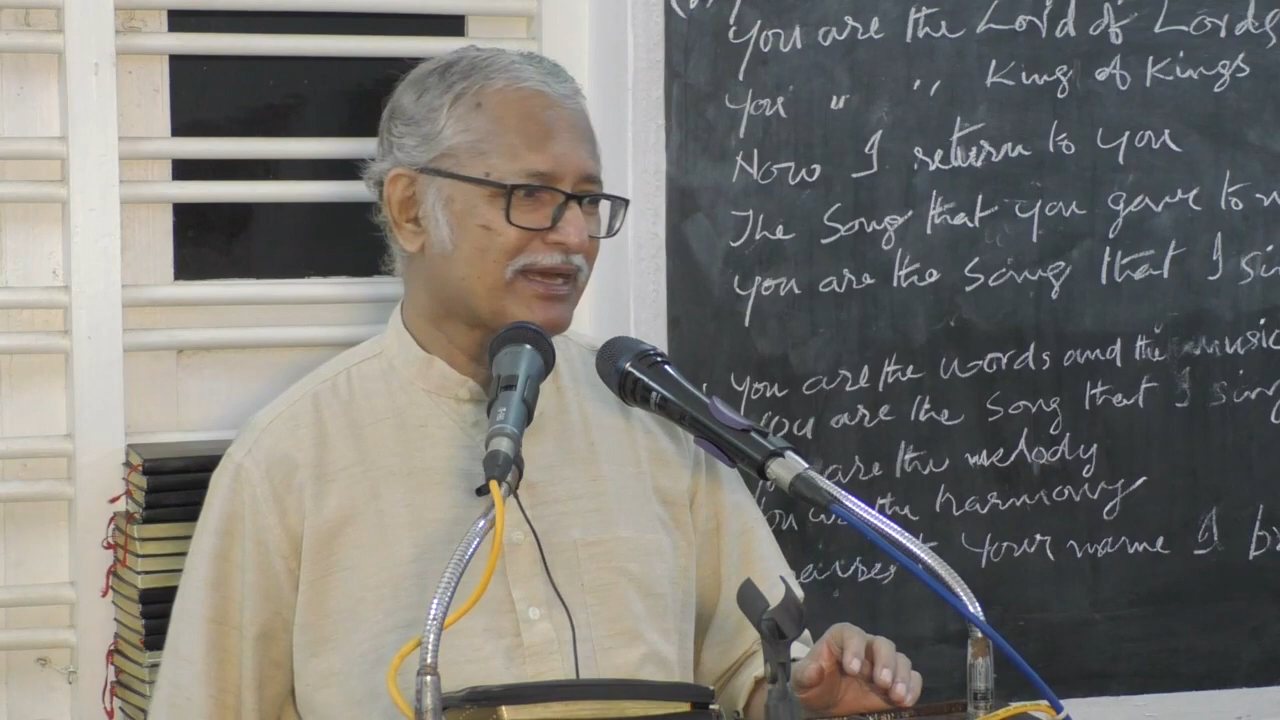 You are the Lord of Lords
You " " King of Kings
Now I return to you
The Song that you gave to
you are the Song that I
you are the words and the music
You are the Song that I sing
are the melody
the harmony
Your name I